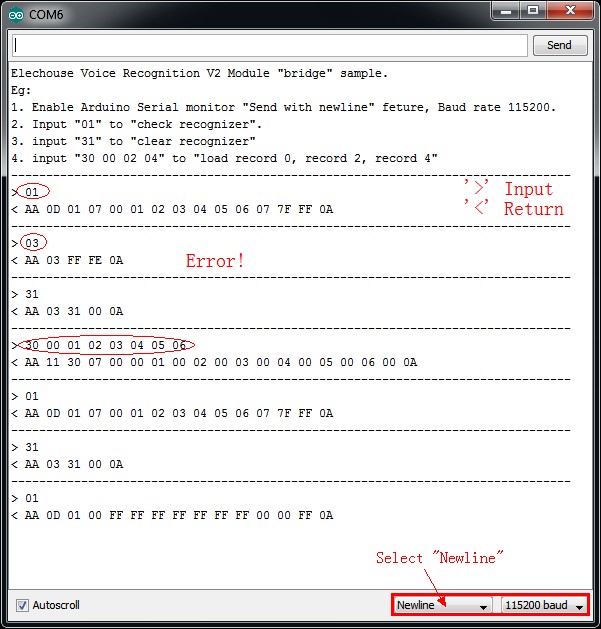 COM6
Send
Elechouse Voice Recognition V2 Module "bridge" sample.
Eg:
1. Enable Arduino Serial monitor "Send with newline" feture, Baud rate 115200.
2. Input "01" to "check recognizer".
3. input "31" to "clear recognizer"
4. input "30 00 02 04" to "load record 0, record 2, record 4"
--------------------------------------------------------------------------------
> 01
'>' Input
< AA 0D 01 07 00 01 02 03 04 05 06 07 7F FF 0A
'<' Return
--------------------------------------------------------------------------------
> 03
< AA 03 FF FE 0A
Error!
--------------------------------------------------------------------------------
> 31
< AA 03 31 00 0A
--------------------------------------------------------------------------------
> 30 00 01 02 03 04 05 06
< AA 11 30 07 00 00 01 00 02 00 03 00 04 00 05 00 06 00 0A
--------------------------------------------------------------------------------
> 01
< AA 0D 01 07 00 01 02 03 04 05 06 07 7F FF 0A
--------------------------------------------------------------------------------
> 31
< AA 03 31 00 0A
--------------------------------------------------------------------------------
> 01
< AA 0D 01 00 FF FF FF FF FF FF FF 00 00 FF 0A
Select "Newline"
Autoscroll
Newline
115200 baud